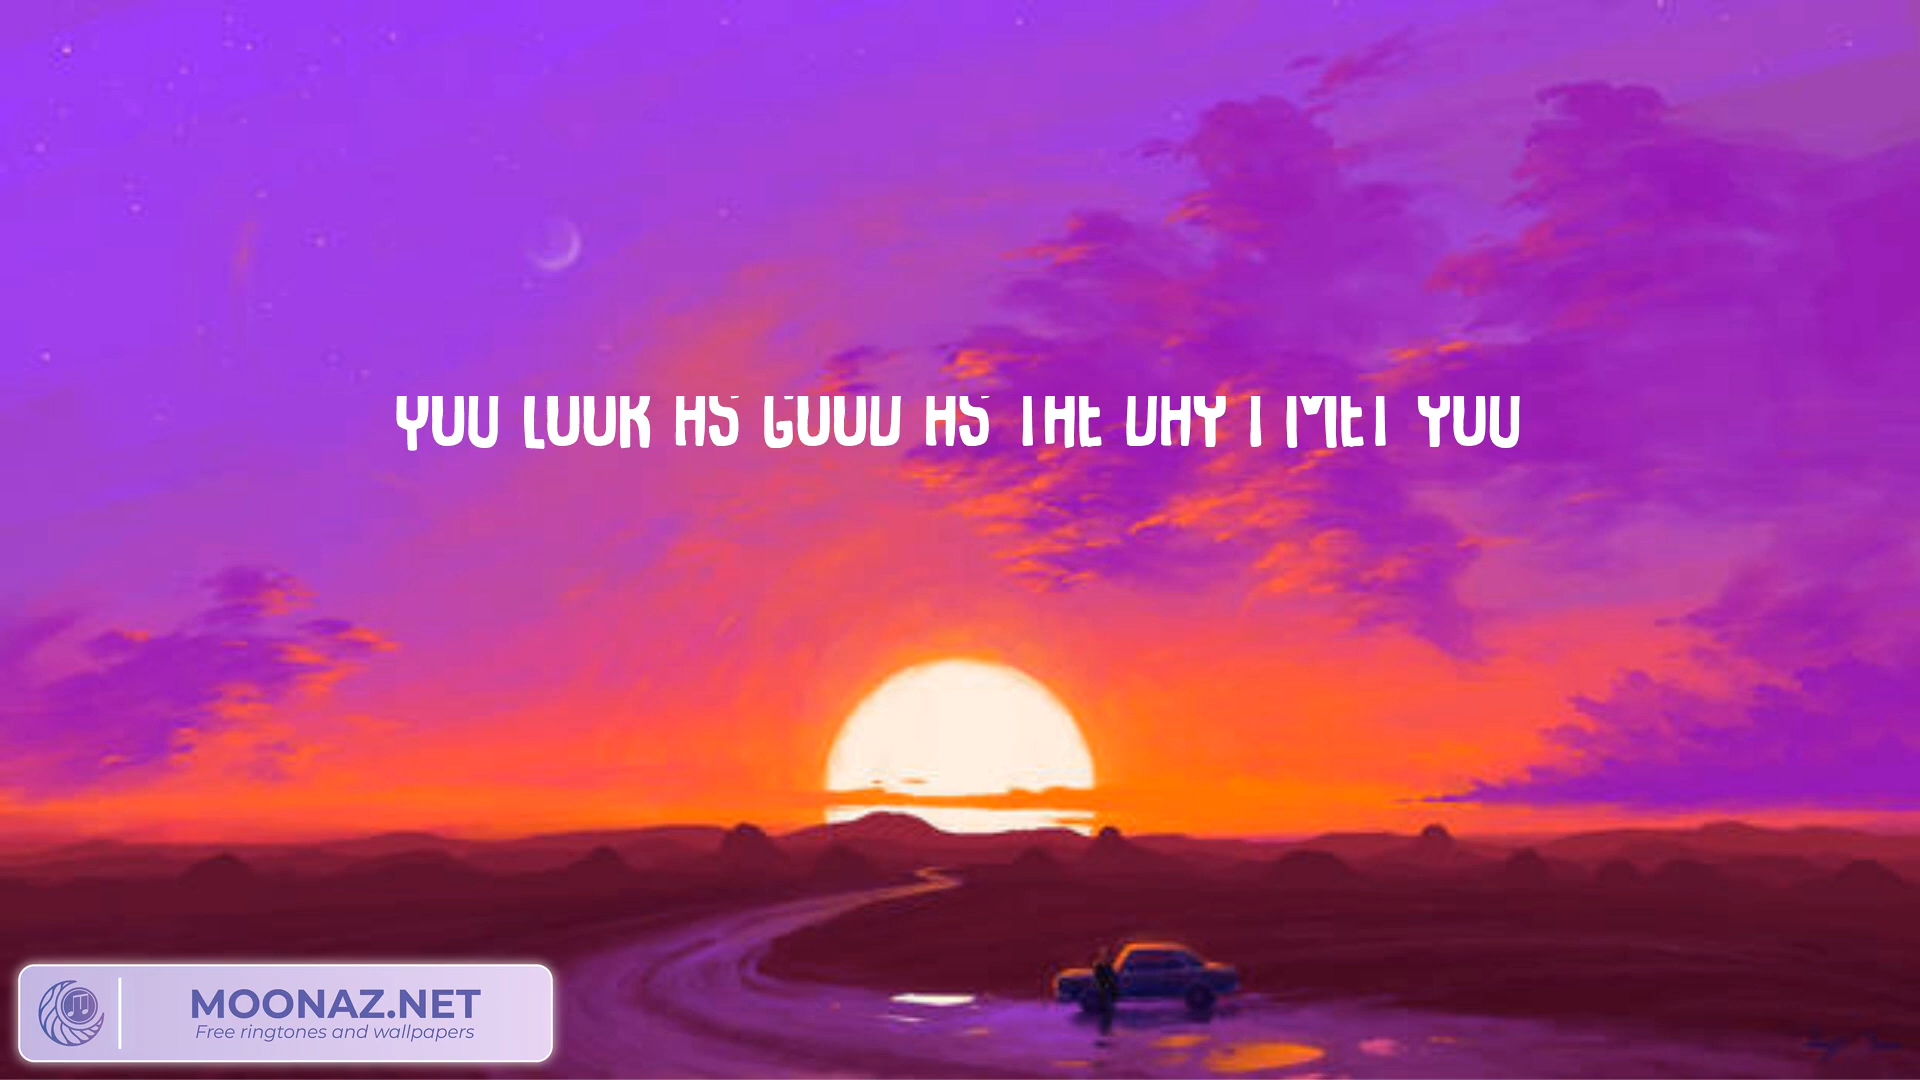 YOU LOOK AS GOOD AS THE DAY I MET YOU
MOONAZ.NET
Free ringtones and wallpapers